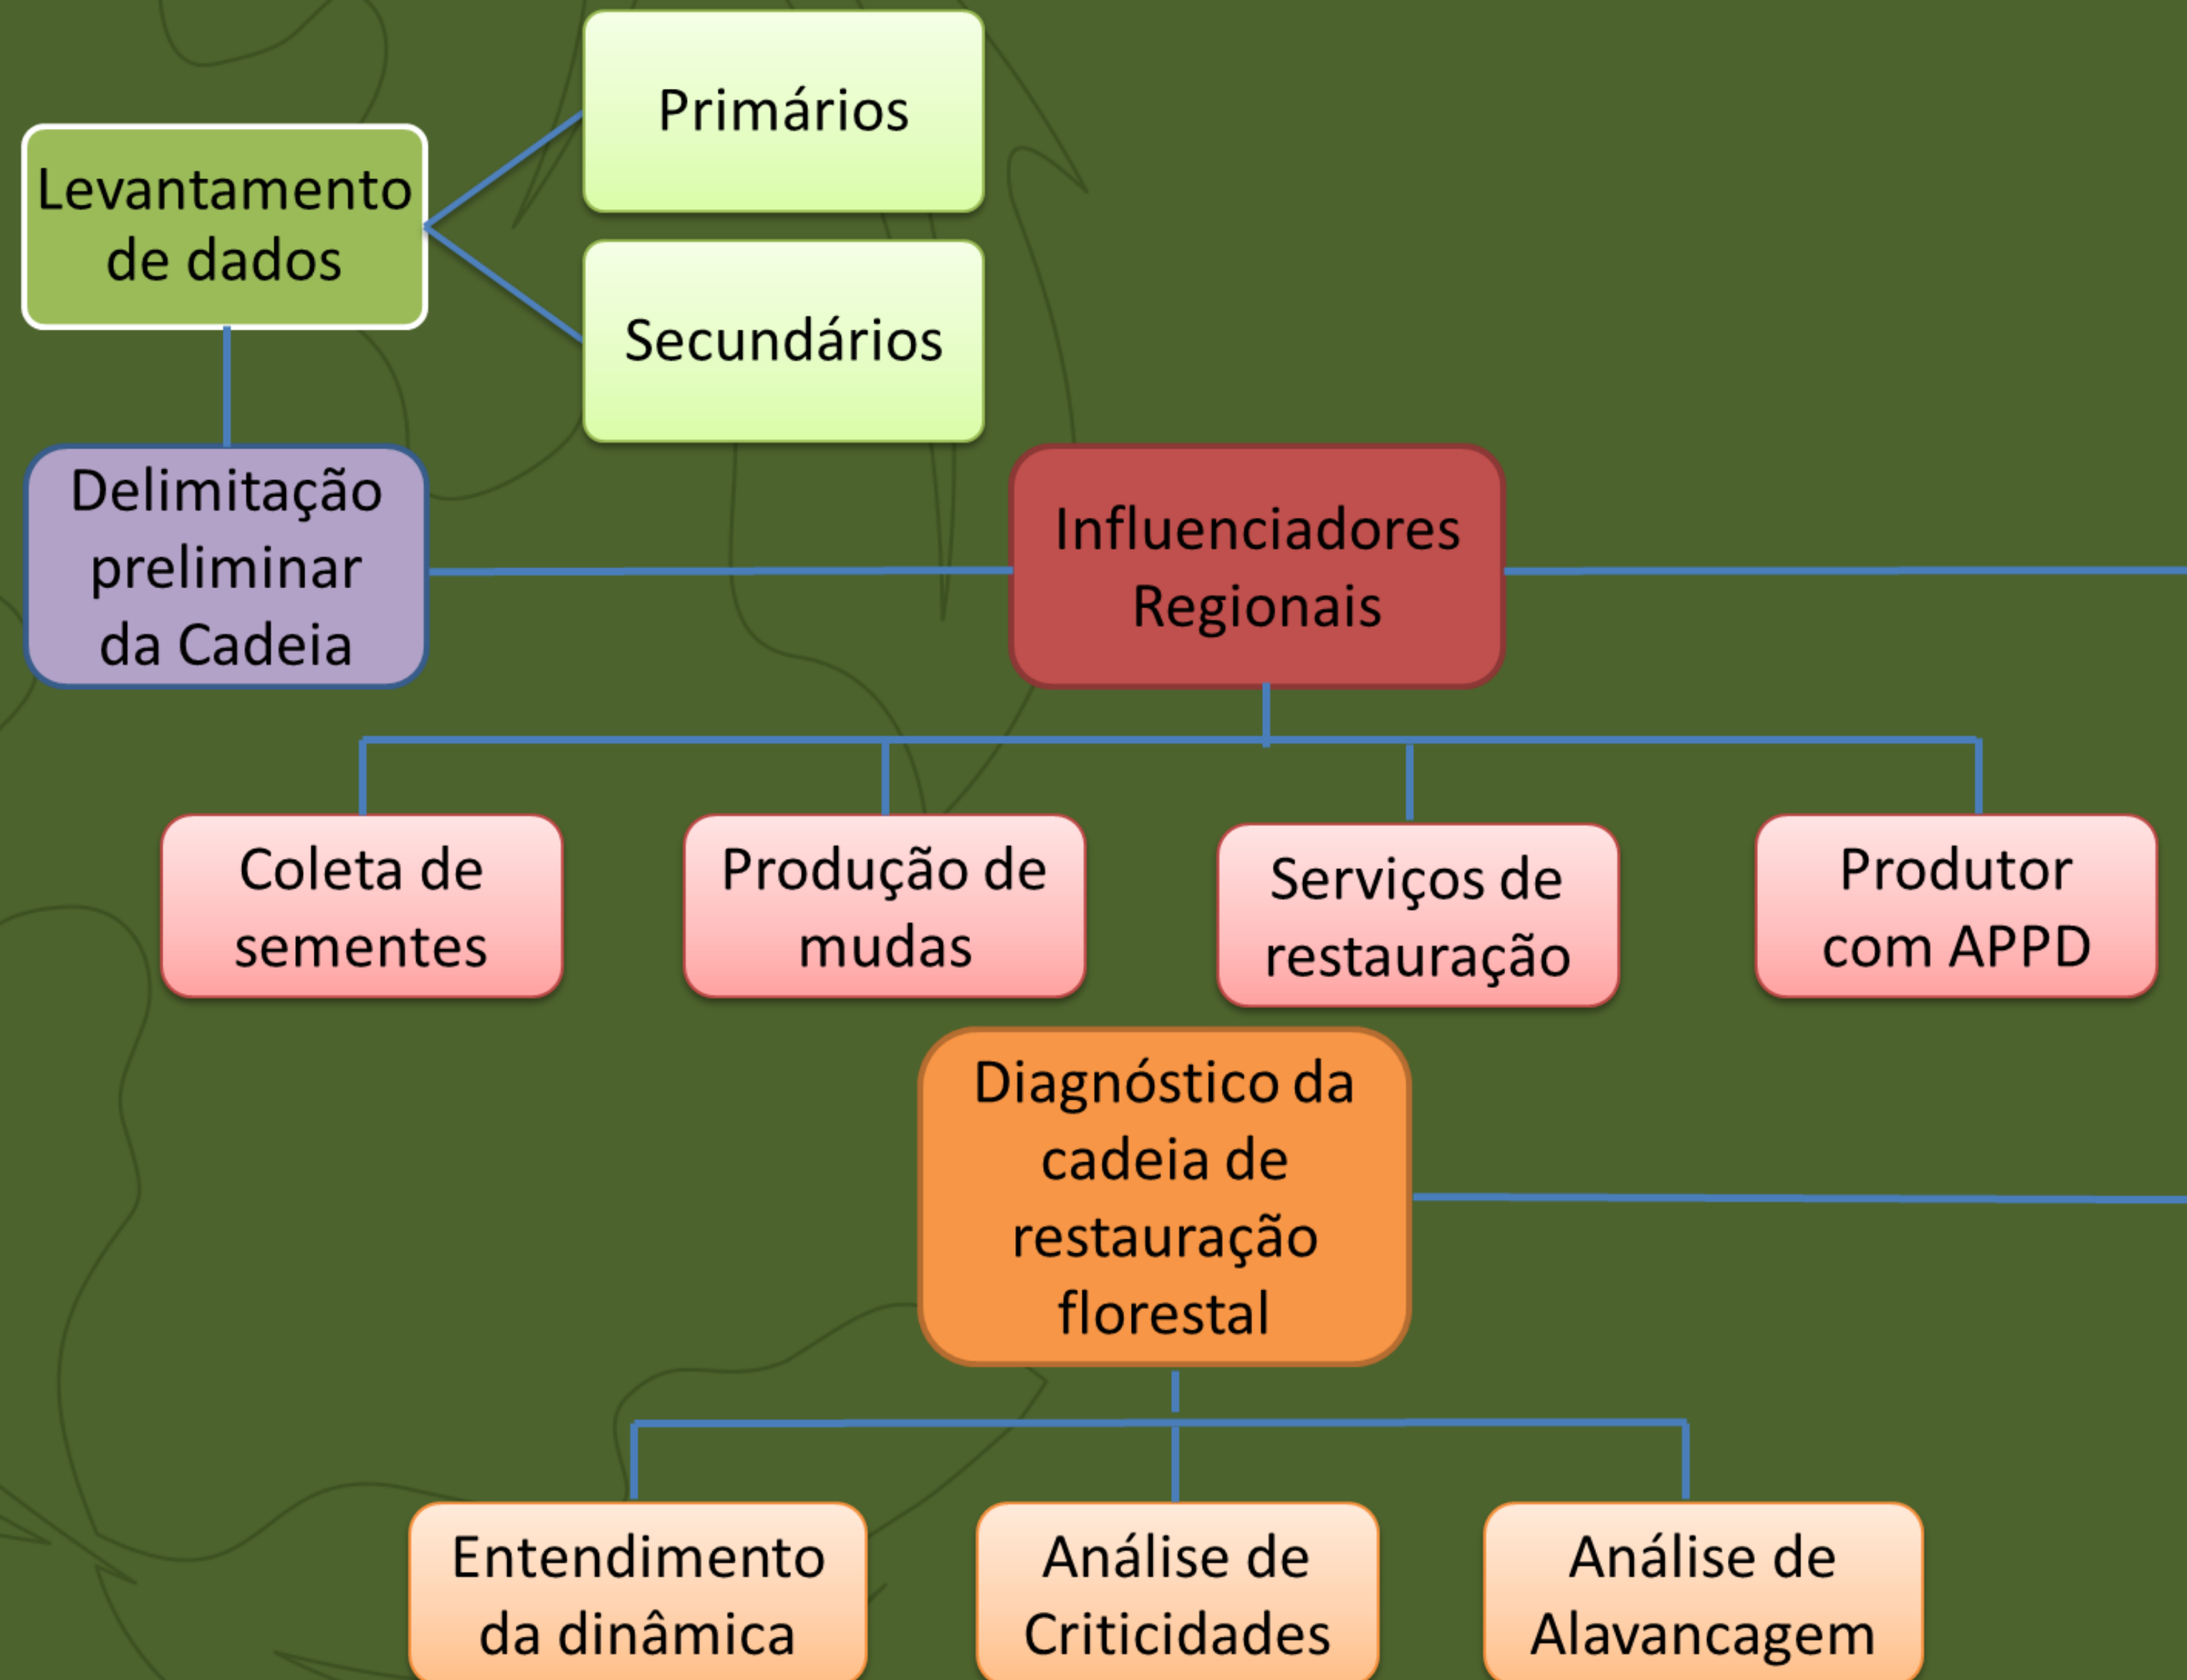 Primários
Levantamento
de dados
Secundários
Delimitação
preliminar
da Cadeia
Influenciadores
Regionais
Coleta de
sementes
Produção de
mudas
Serviços de
restauração
Produtor
com APPD
Diagnóstico da
cadeia de
restauração
florestal
Entendimento
da dinâmica
Análise de
Criticidades
Análise de
Alavancagem